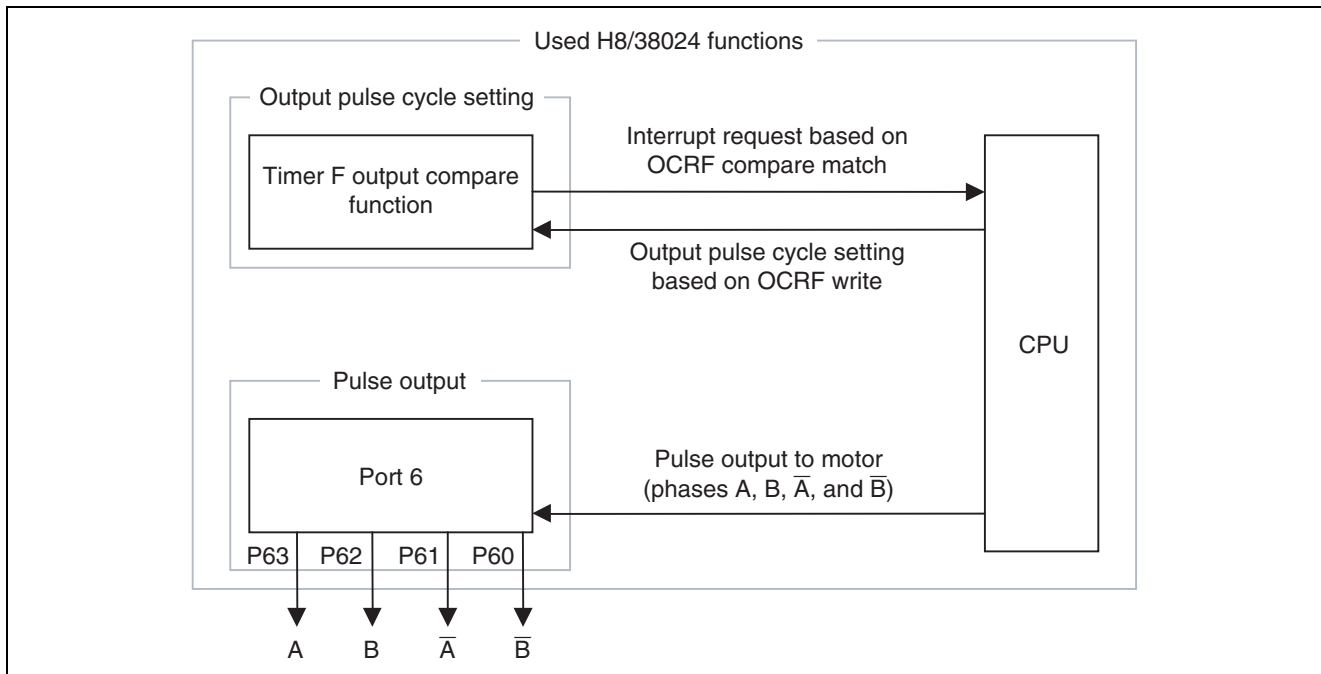 Used H8/38024 functions
Output pulse cycle setting
Timer F output compare
function
Interrupt request based on
OCRF compare match
Output pulse cycle setting
based on OCRF write
CPU
Pulse output
Port 6
Pulse output to motor
(phases A, B, A̅, and B̅)
P63 P62 P61 P60
A B A̅ B̅